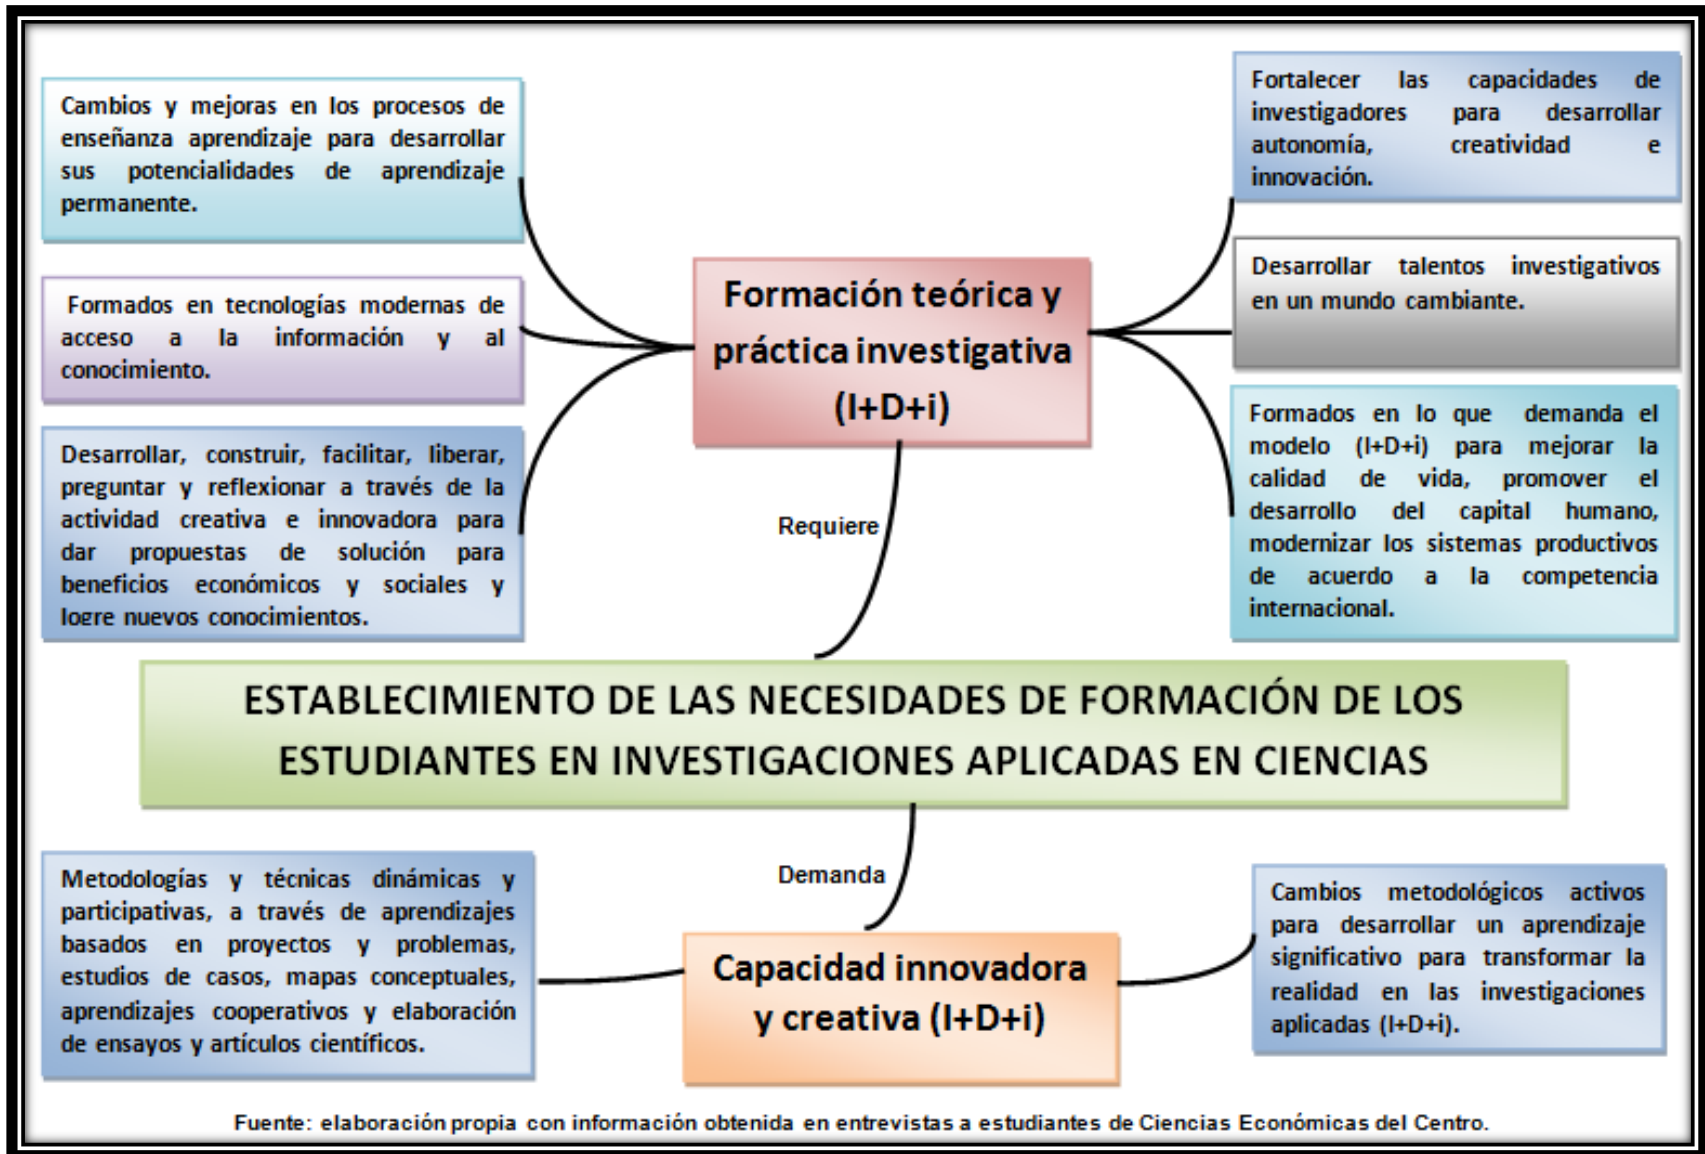 Cambios y mejoras en los procesos de
enseñanza aprendizaje para desarrollar
sus potencialidades de aprendizaje
permanente.
Formados en tecnologías modernas de
acceso a la información y al
conocimiento.
Desarrollar, construir, facilitar, liberar,
preguntar y reflexionar a través de la
actividad creativa e innovadora para
dar propuestas de solución para
beneficios económicos y sociales y
logre nuevos conocimientos.
Formación teórica y
práctica investigativa
(I+D+i)
Fortalecer las capacidades de
investigadores para desarrollar
autonomía, creatividad e
innovación.
Desarrollar talentos investigativos
en un mundo cambiante.
Formados en lo que demanda el
modelo (I+D+i) para mejorar la
calidad de vida, promover el
desarrollo del capital humano,
modernizar los sistemas productivos
de acuerdo a la competencia
internacional.
Requiere
ESTABLECIMIENTO DE LAS NECESIDADES DE FORMACIÓN DE LOS
ESTUDIANTES EN INVESTIGACIONES APLICADAS EN CIENCIAS
Demanda
Metodologías y técnicas dinámicas y
participativas, a través de aprendizajes
basados en proyectos y problemas,
estudios de casos, mapas conceptuales,
aprendizajes cooperativos y elaboración
de ensayos y artículos científicos.
Capacidad innovadora
y creativa (I+D+i)
Cambios metodológicos activos
para desarrollar un aprendizaje
significativo para transformar la
realidad en las investigaciones
aplicadas (I+D+i).
Fuente: elaboración propia con información obtenida en entrevistas a estudiantes de Ciencias Económicas del Centro.